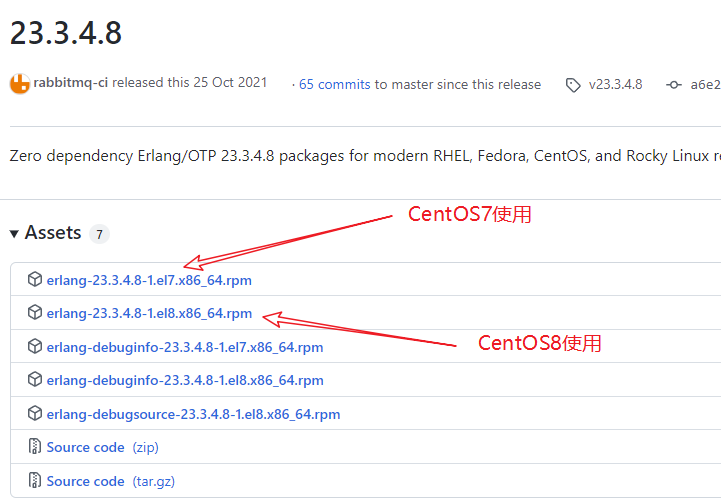 23.3.4.8
rabbitmq-ci released this 25 Oct 2021 · 65 commits to master since this release v23.3.4.8 a6e2
Zero dependency Erlang/OTP 23.3.4.8 packages for modern RHEL, Fedora, CentOS, and Rocky Linux re
CentOS7使用
Assets 7
erlang-23.3.4.8-1.el7.x86_64.rpm
erlang-23.3.4.8-1.el8.x86_64.rpm
CentOS8使用
erlang-debuginfo-23.3.4.8-1.el7.x86_64.rpm
erlang-debuginfo-23.3.4.8-1.el8.x86_64.rpm
erlang-debugsource-23.3.4.8-1.el8.x86_64.rpm
Source code (zip)
Source code (tar.gz)